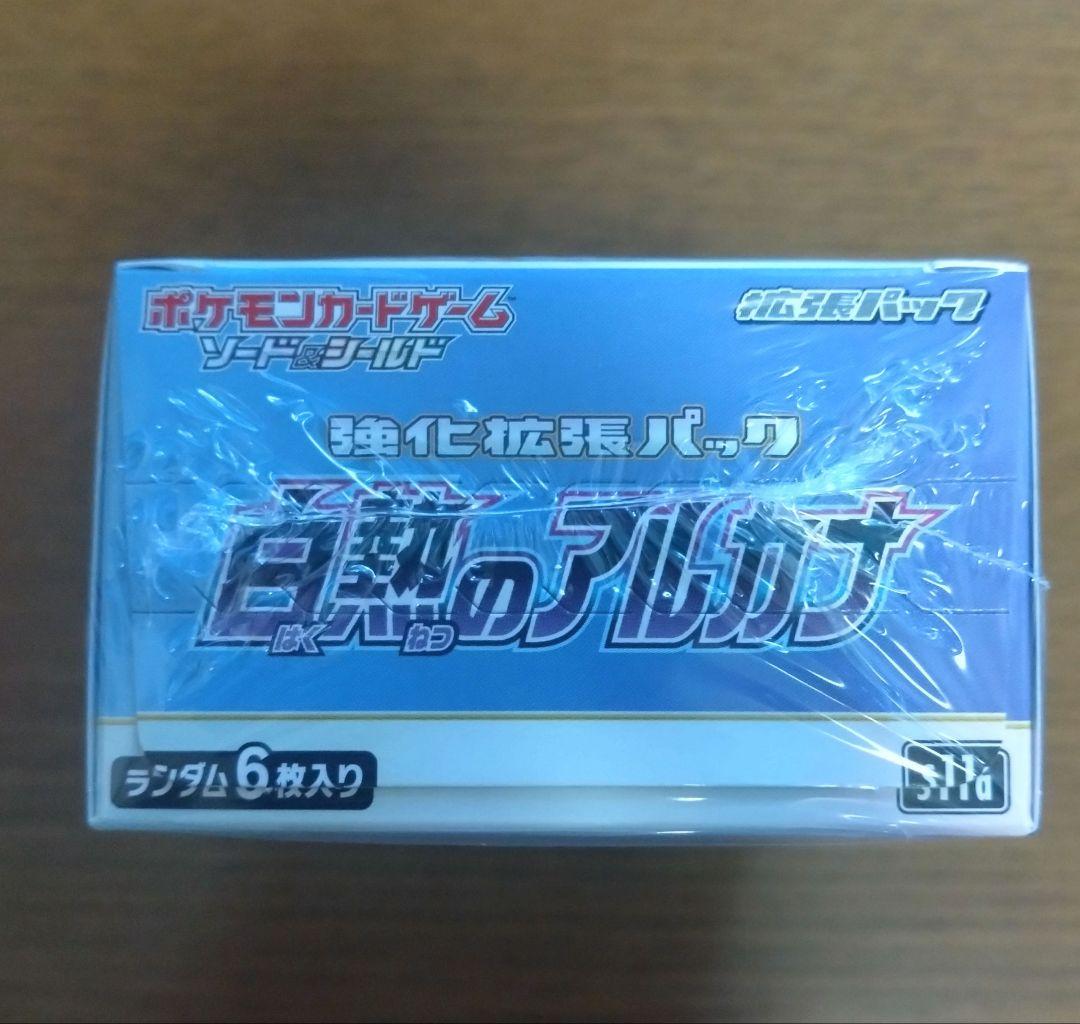 ポケモンカードゲーム™
ソード&シールド
拡張パック
強化拡張パック
白熱のアルカナ
はく ねつ
ランダム6枚入り
s11a